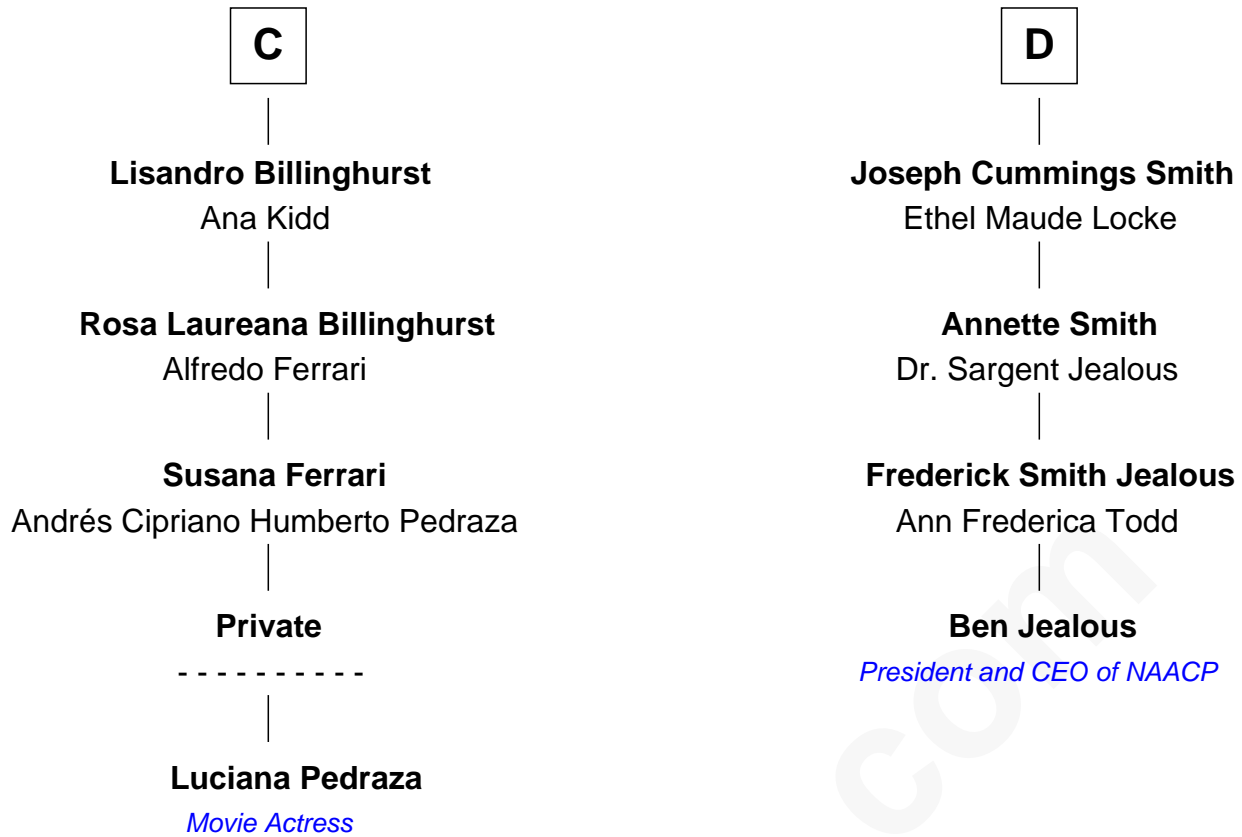 C
Lisandro Billinghurst
Ana Kidd
Rosa Laureana Billinghurst
Alfredo Ferrari
Susana Ferrari
Andrés Cipriano Humberto Pedraza
Private
- - - - - - - - - -
Luciana Pedraza
Movie Actress
D
Joseph Cummings Smith
Ethel Maude Locke
Annette Smith
Dr. Sargent Jealous
Frederick Smith Jealous
Ann Frederica Todd
Ben Jealous
President and CEO of NAACP
com